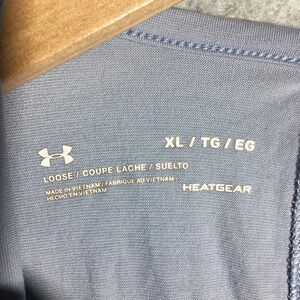 XL / TG / EG
LOOSE / COUPE LÂCHE / SUELTO
MADE IN VIETNAM / FABRIQUÉ AU VIETNAM /
HECHO EN VIETNAM
HEATGEAR